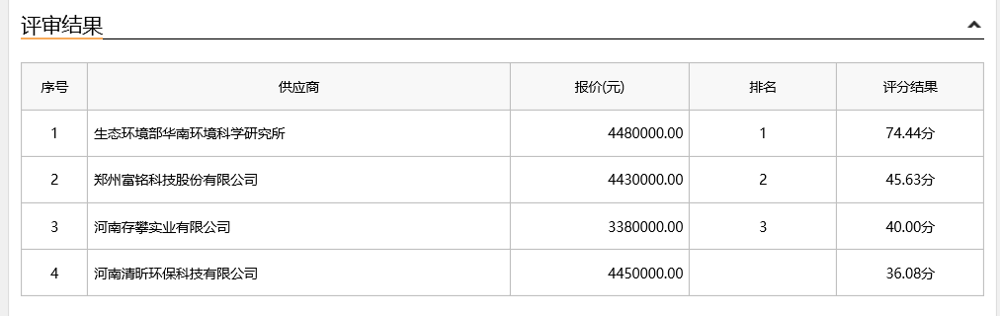 评审结果
序号 供应商 报价(元) 排名 评分结果
1 生态环境部华南环境科学研究所 4480000.00 1 74.44分
2 郑州富铭科技股份有限公司 4430000.00 2 45.63分
3 河南存攀实业有限公司 3380000.00 3 40.00分
4 河南清昕环保科技有限公司 4450000.00 36.08分